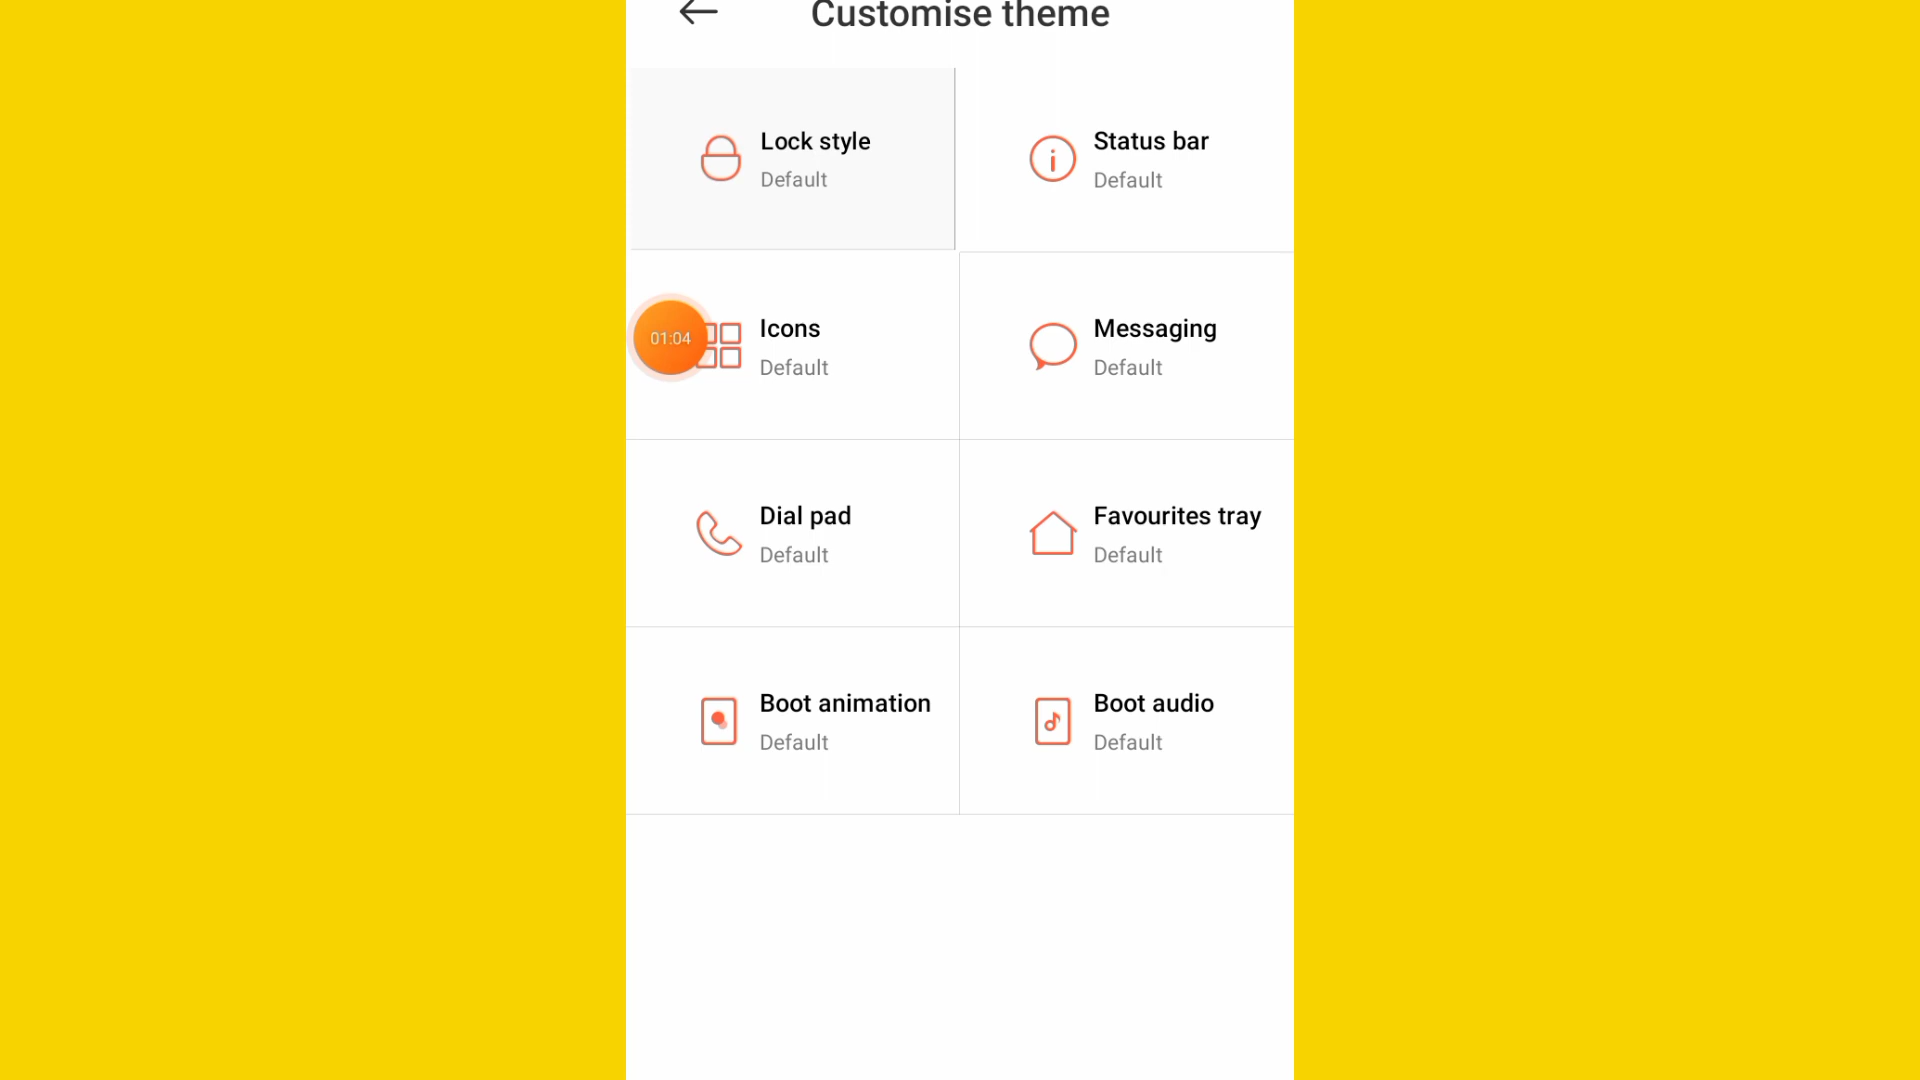 Customise theme
Lock style
Default
Status bar
Default
01:04
Icons
Default
Messaging
Default
Dial pad
Default
Favourites tray
Default
Boot animation
Default
Boot audio
Default